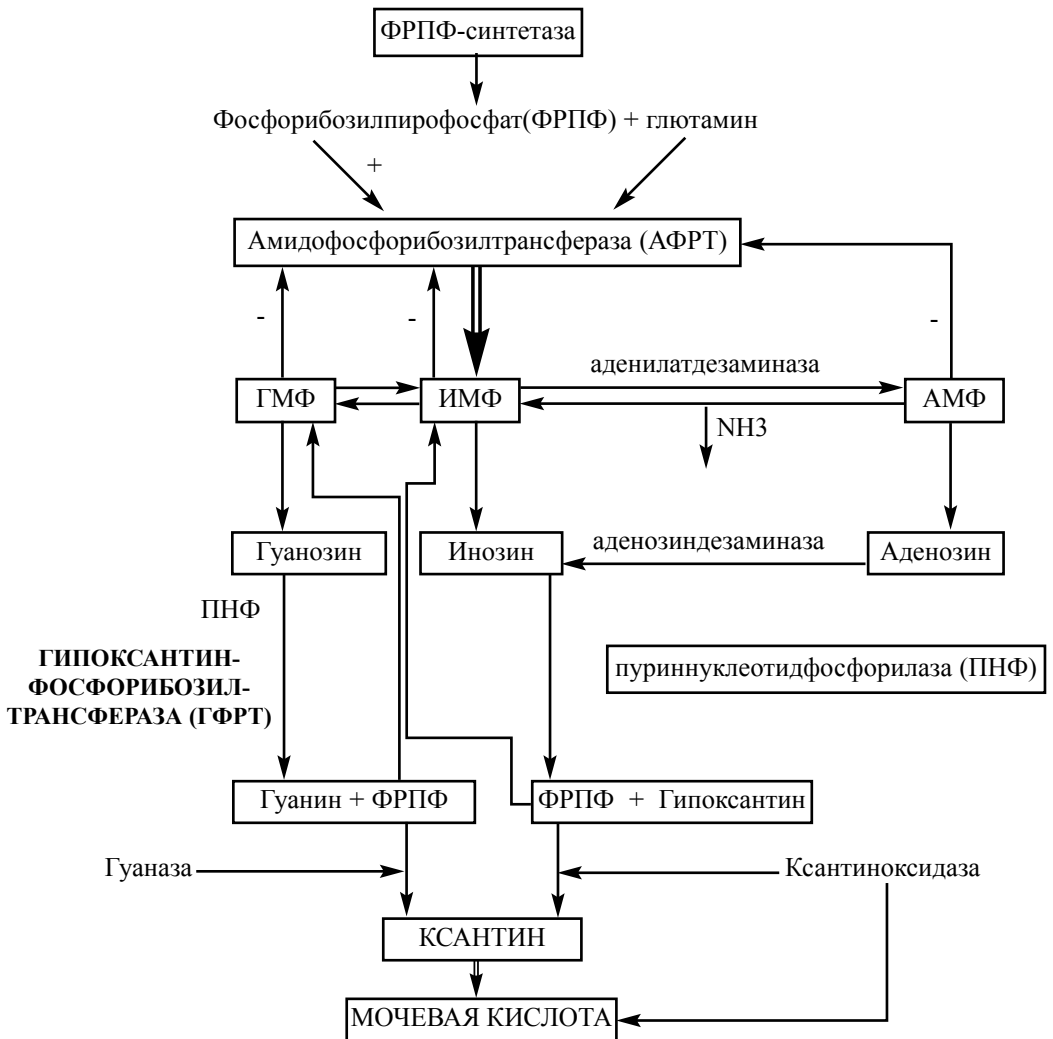 ФРПФ-синтетаза
Фосфорибозилпирофосфат(ФРПФ) + глютамин
+
Амидофосфорибозилтрансфераза (АФРТ)
-
-
-
аденилатдезаминаза
ГМФ
ИМФ
АМФ
NH3
Гуанозин
Инозин
аденозиндезаминаза
Аденозин
ПНФ
ГИПОКСАНТИН-
ФОСФОРИБОЗИЛ-
ТРАНСФЕРАЗА (ГФРТ)
пуриннуклеотидфосфорилаза (ПНФ)
Гуанин + ФРПФ
ФРПФ + Гипоксантин
Гуаназа
Ксантиноксидаза
КСАНТИН
МОЧЕВАЯ КИСЛОТА